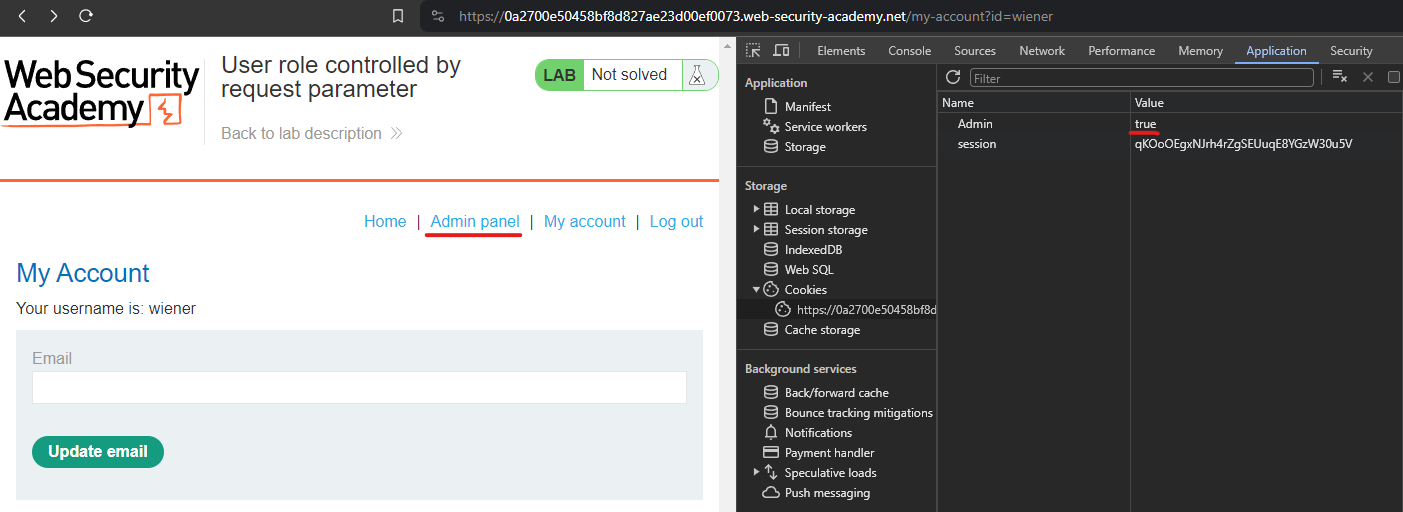 https://0a2700e50458bf8d827ae23d00ef0073.web-security-academy.net/my-account?id=wiener
Web Security
Academy
User role controlled by
request parameter
Back to lab description
LAB Not solved
Home | Admin panel | My account | Log out
My Account
Your username is: wiener
Email
Update email
Elements Console Sources Network Performance Memory Application Security
Application
Manifest
Service workers
Storage
Storage
Local storage
Session storage
IndexedDB
Web SQL
Cookies
https://0a2700e50458bf8d
Cache storage
Background services
Back/forward cache
Bounce tracking mitigations
Notifications
Payment handler
Speculative loads
Push messaging
Filter
Name Value
Admin true
session qKOoOEgxNJrh4rZgSEUuqE8YGzW30u5V